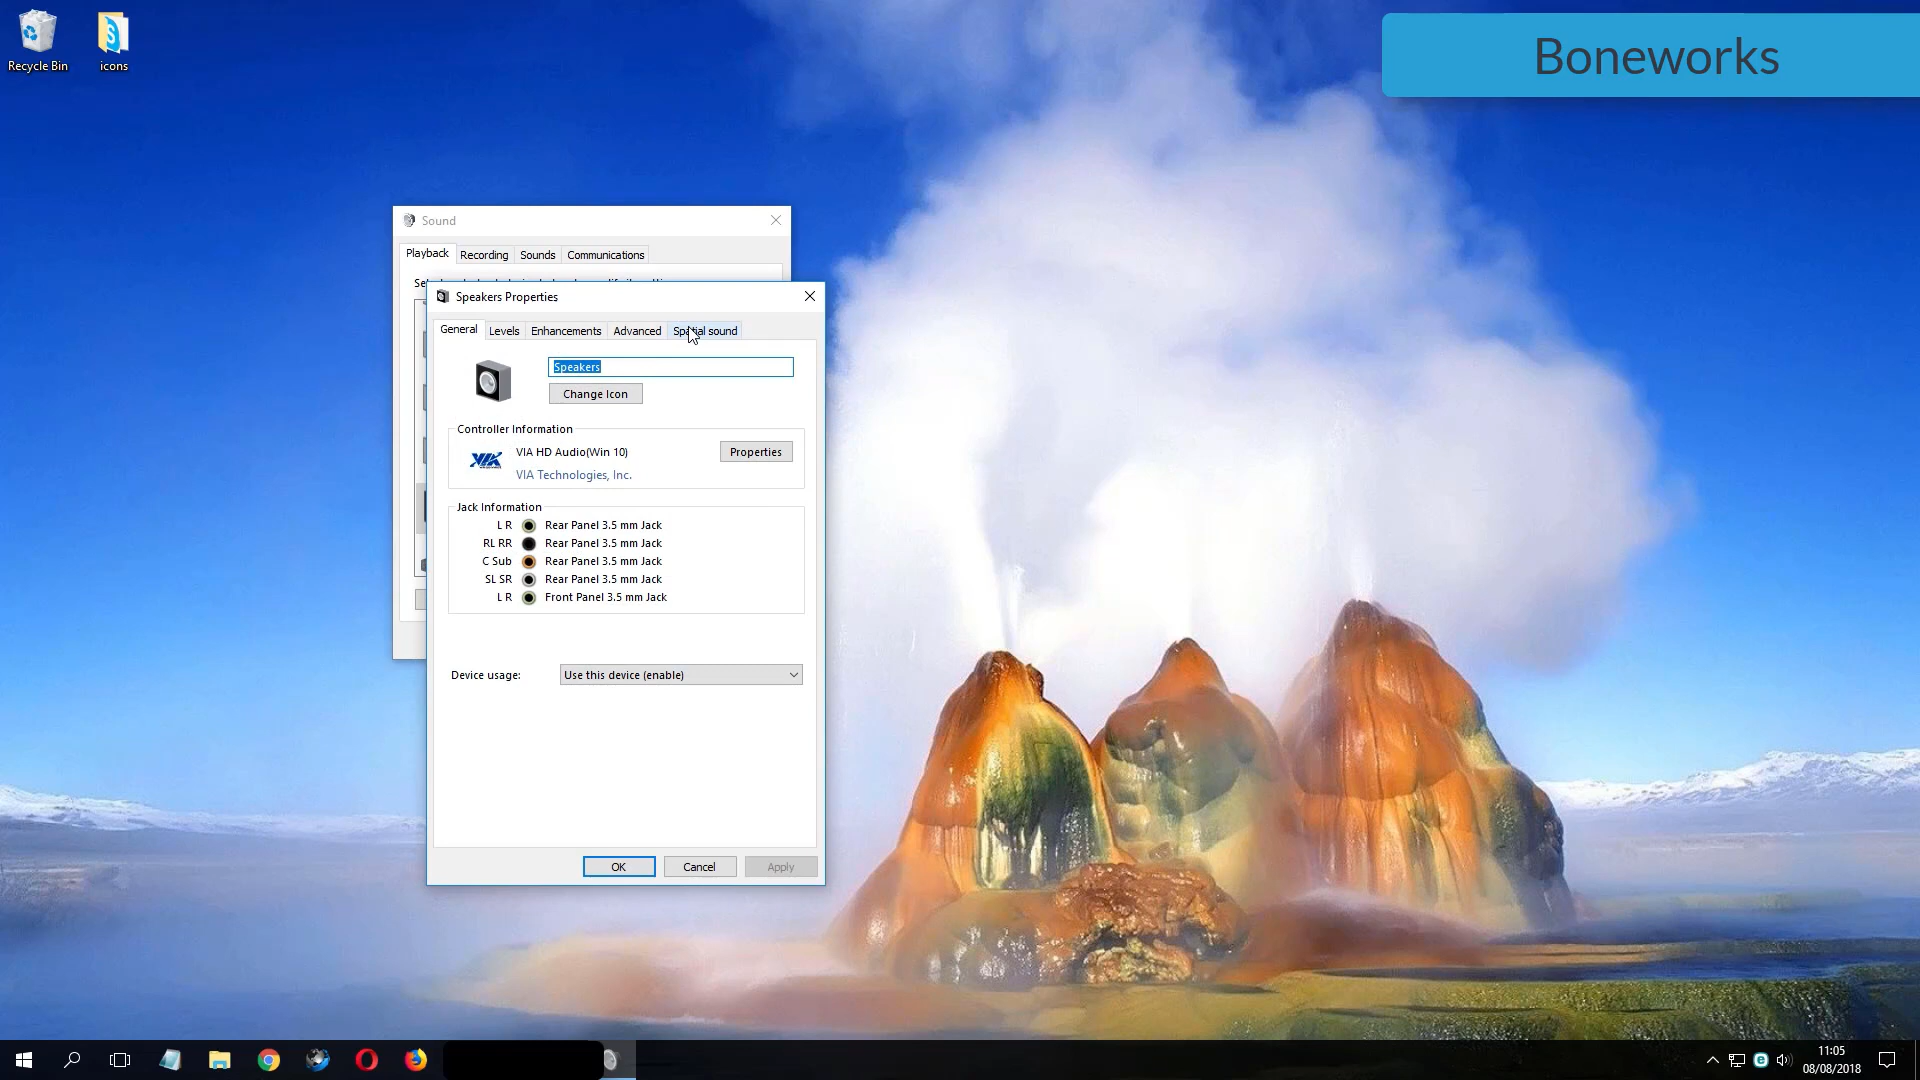 Recycle Bin
icons
Boneworks
Sound
Playback
Recording
Sounds
Communications
Speakers Properties
General
Levels
Enhancements
Advanced
Spatial sound
Speakers
Change Icon
Controller Information
VIA HD Audio(Win 10)
Properties
VIA Technologies, Inc.
Jack Information
L R Rear Panel 3.5 mm Jack
RL RR Rear Panel 3.5 mm Jack
C Sub Rear Panel 3.5 mm Jack
SL SR Rear Panel 3.5 mm Jack
L R Front Panel 3.5 mm Jack
Device usage:
Use this device (enable)
OK
Cancel
Apply
11:05
08/08/2018